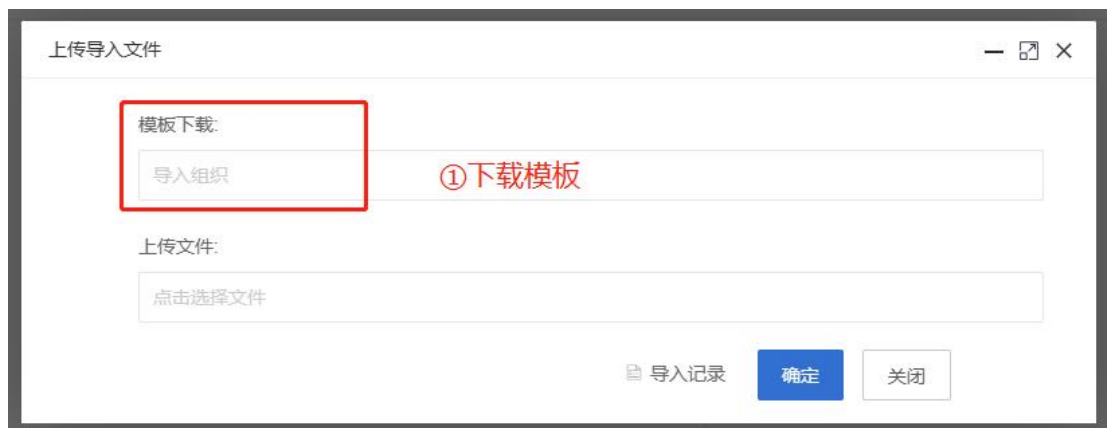 上传导入文件
模板下载:
导入组织
①下载模板
上传文件:
点击选择文件
导入记录
确定
关闭